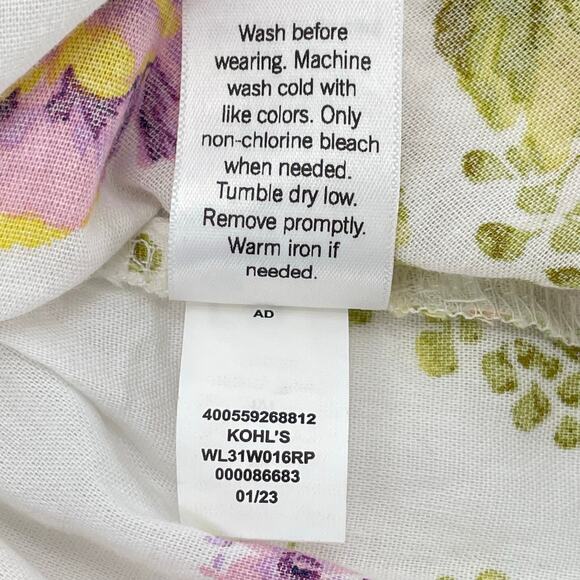 Wash before
wearing. Machine
wash cold with
like colors. Only
non-chlorine bleach
when needed.
Tumble dry low.
Remove promptly.
Warm iron if
needed.
AD
400559268812
KOHL'S
WL31W016RP
000086683
01/23